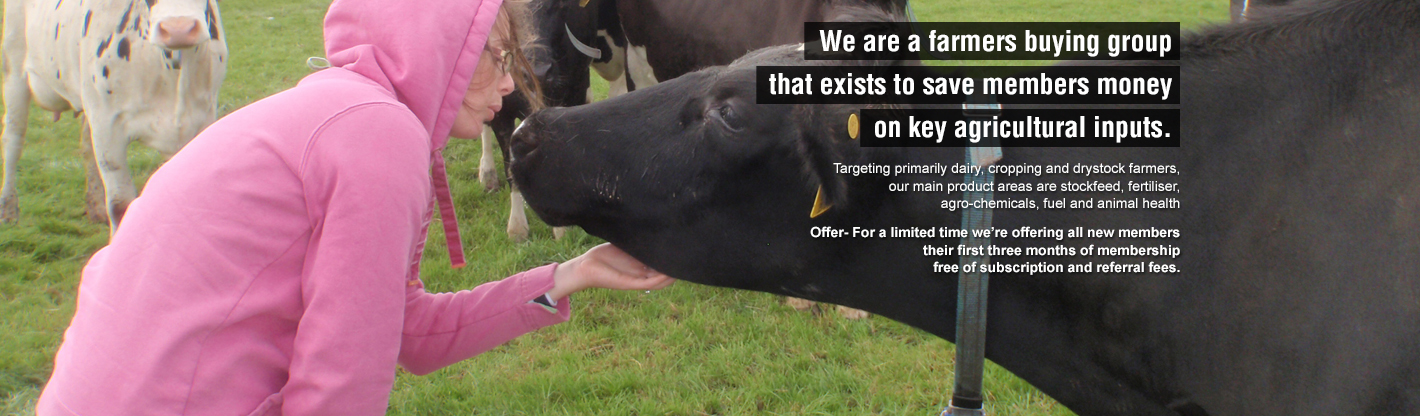 We are a farmers buying group
that exists to save members money
on key agricultural inputs.
Targeting primarily dairy, cropping and drystock farmers,
our main product areas are stockfeed, fertiliser,
agro-chemicals, fuel and animal health
Offer- For a limited time we're offering all new members
their first three months of membership
free of subscription and referral fees.